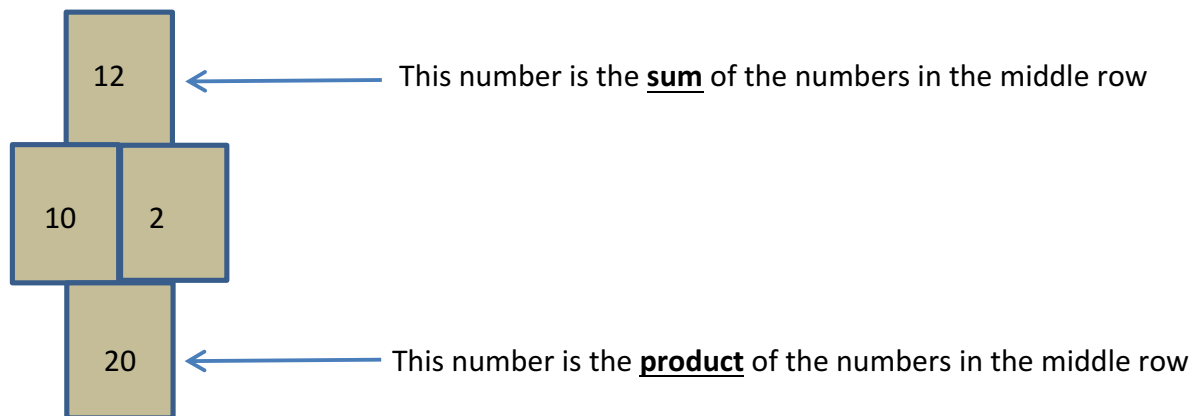 12 This number is the sum of the numbers in the middle row
10 2
20 This number is the product of the numbers in the middle row